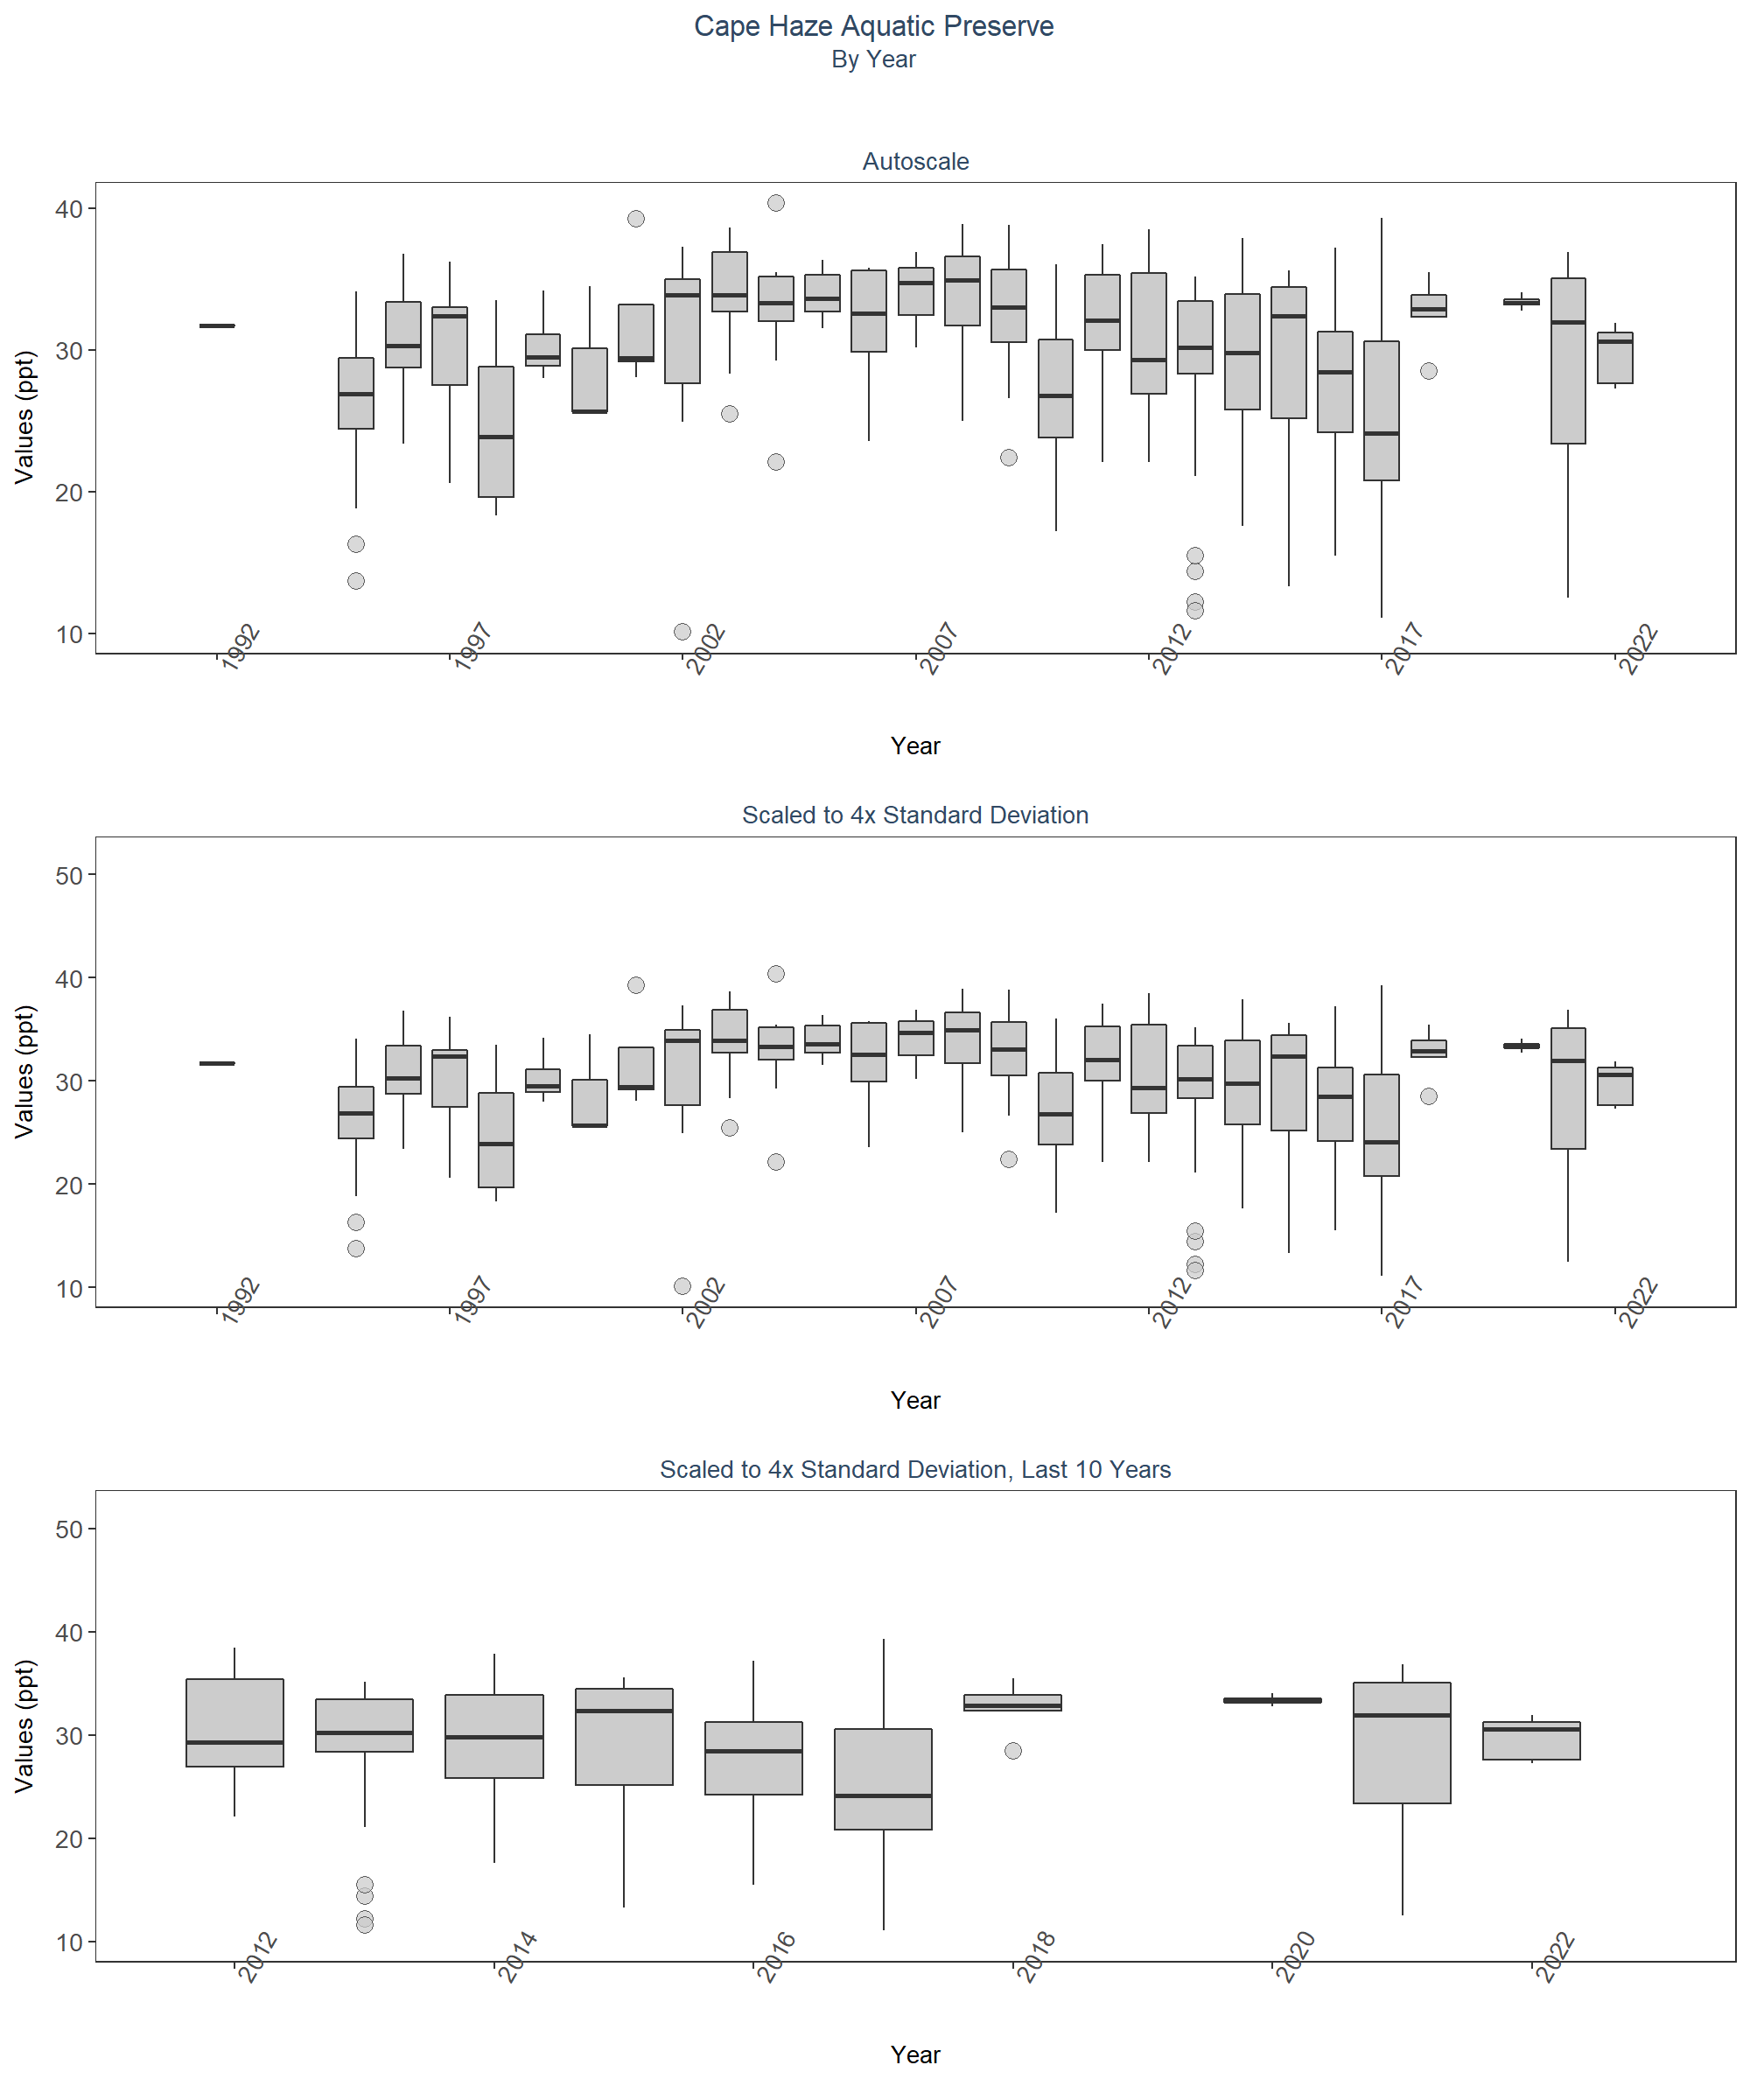 Cape Haze Aquatic Preserve
By Year
Autoscale
Values (ppt)
40
30
20
10
1992 1997 2002 2007 2012 2017 2022
Year
Scaled to 4x Standard Deviation
Values (ppt)
50
40
30
20
10
1992 1997 2002 2007 2012 2017 2022
Year
Scaled to 4x Standard Deviation, Last 10 Years
Values (ppt)
50
40
30
20
10
2012 2014 2016 2018 2020 2022
Year